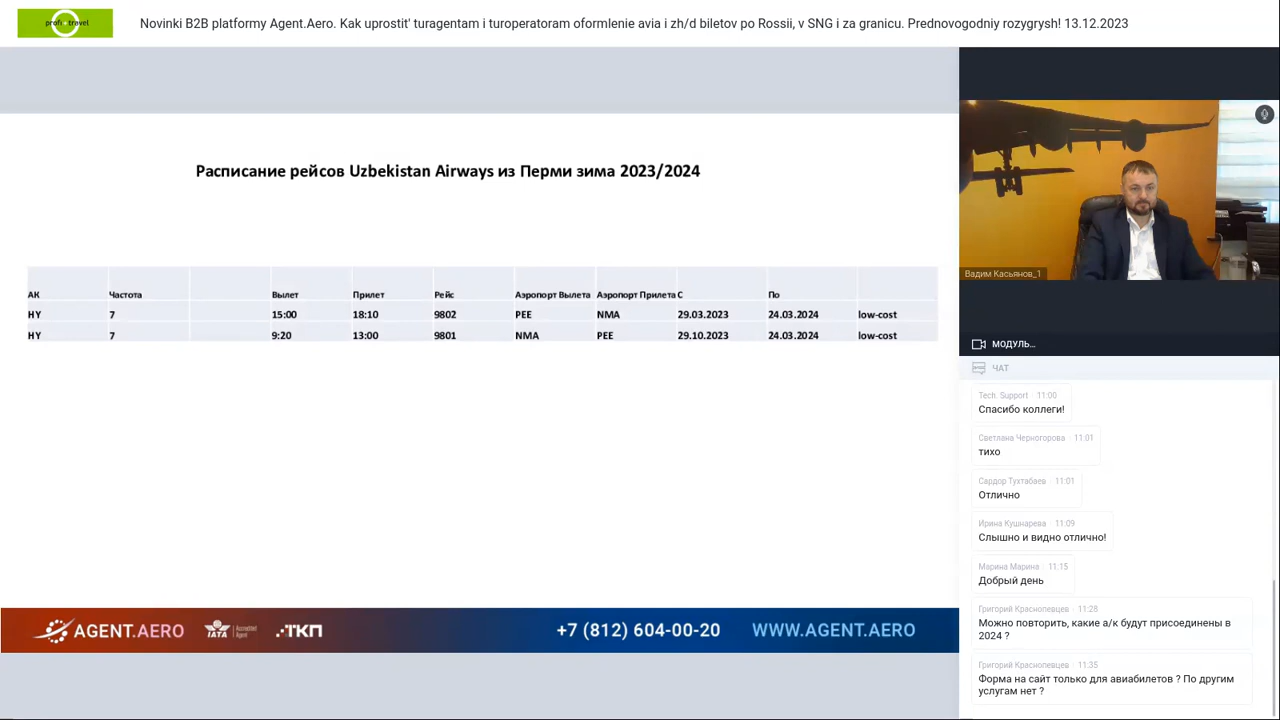 profi travel
Novinki B2B platformy Agent.Aero. Kak uprostit' turagentam i turoperatoram oformlenie avia i zh/d biletov po Rossii, v SNG i za granicu. Prednovogodniy rozygrysh! 13.12.2023
Расписание рейсов Uzbekistan Airways из Перми зима 2023/2024
АК Частота Вылет Прилет Рейс Аэропорт Вылета Аэропорт Прилета С По
HY 7 15:00 18:10 9802 PEE NMA 29.03.2023 24.03.2024 low-cost
HY 7 9:20 13:00 9801 NMA PEE 29.10.2023 24.03.2024 low-cost
AGENT.AERO IATA Accredited Agent ТКП +7 (812) 604-00-20 WWW.AGENT.AERO
Вадим Касьянов_1
МОДУЛЬ...
ЧАТ
Tech. Support · 11:00
Спасибо коллеги!
Светлана Черногорова · 11:01
тихо
Сардор Тухтабаев · 11:01
Отлично
Ирина Кушнарева · 11:09
Слышно и видно отлично!
Марина Марина · 11:15
Добрый день
Григорий Краснопевцев · 11:28
Можно повторить, какие а/к будут присоединены в
2024 ?
Григорий Краснопевцев · 11:35
Форма на сайт только для авиабилетов ? По другим
услугам нет ?